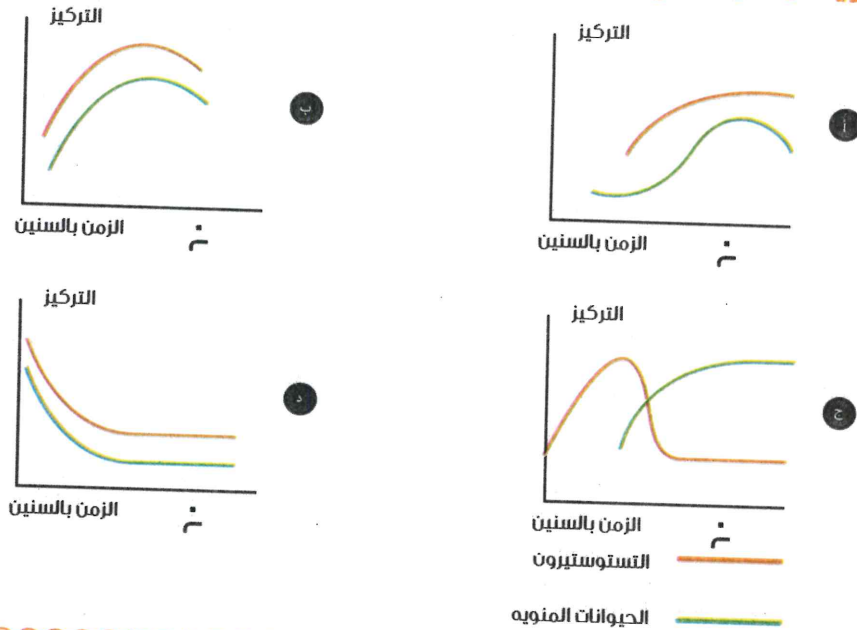 أ
التركيز
الزمن بالسنين
ب
التركيز
الزمن بالسنين
ج
التركيز
الزمن بالسنين
د
التركيز
الزمن بالسنين
التستوستيرون
الحيوانات المنويه